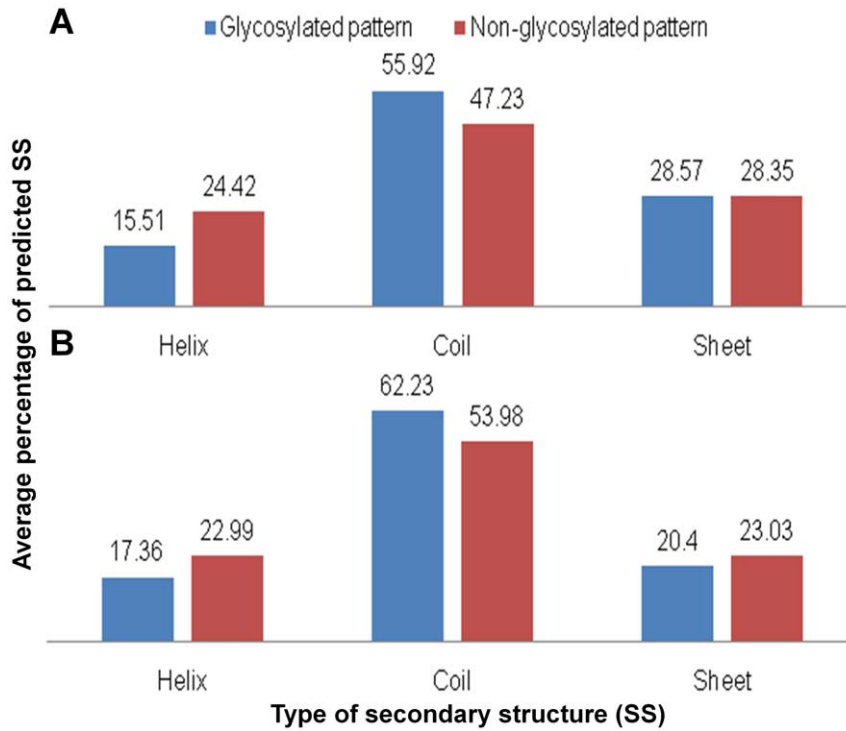 A
Glycosylated pattern Non-glycosylated pattern
55.92
47.23
28.57 28.35
24.42
15.51
Helix Coil Sheet
B
62.23
53.98
22.99 23.03
20.4
17.36
Helix Coil Sheet
Average percentage of predicted SS
Type of secondary structure (SS)